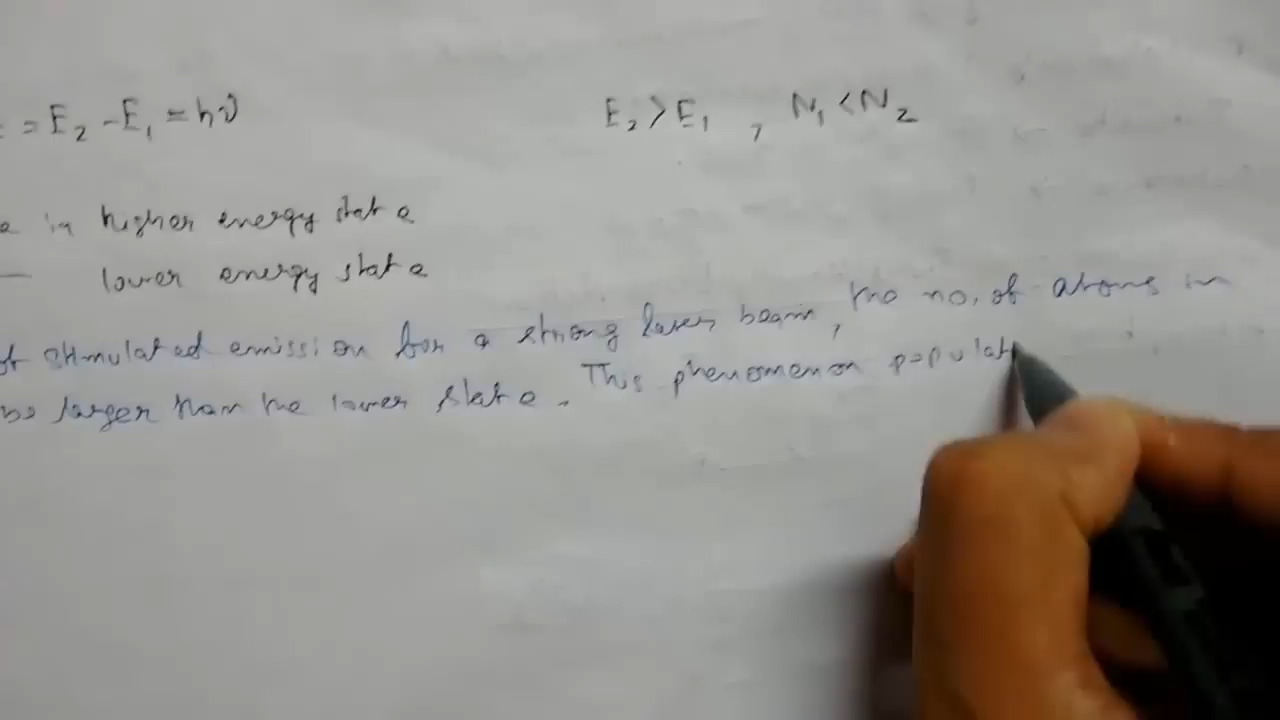 = E₂ - E₁ = hν E₂ > E₁ , N₁ < N₂
in higher energy state
— lower energy state
of stimulated emission for a strong laser beam, the no. of atoms in
be larger than the lower state. This phenomenon populat